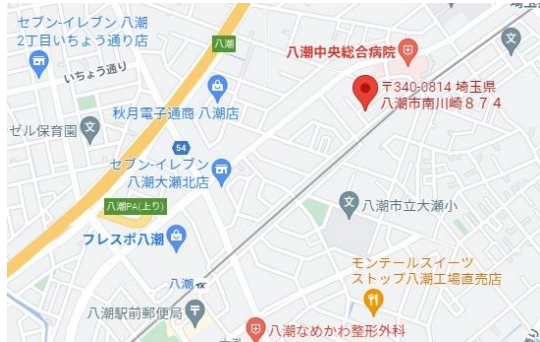 セブン-イレブン 八潮
2丁目いちょう通り店
いちょう通り
八潮
八潮中央総合病院
〒340-0814 埼玉県
八潮市南川崎874
秋月電子通商 八潮店
ゼル保育園
54
セブン-イレブン
八潮大瀬北店
八潮PA(上り)
八潮市立大瀬小
フレスポ八潮
モンテールスイーツ
ストップ八潮工場直売店
八潮
八潮駅前郵便局
八潮なめかわ整形外科